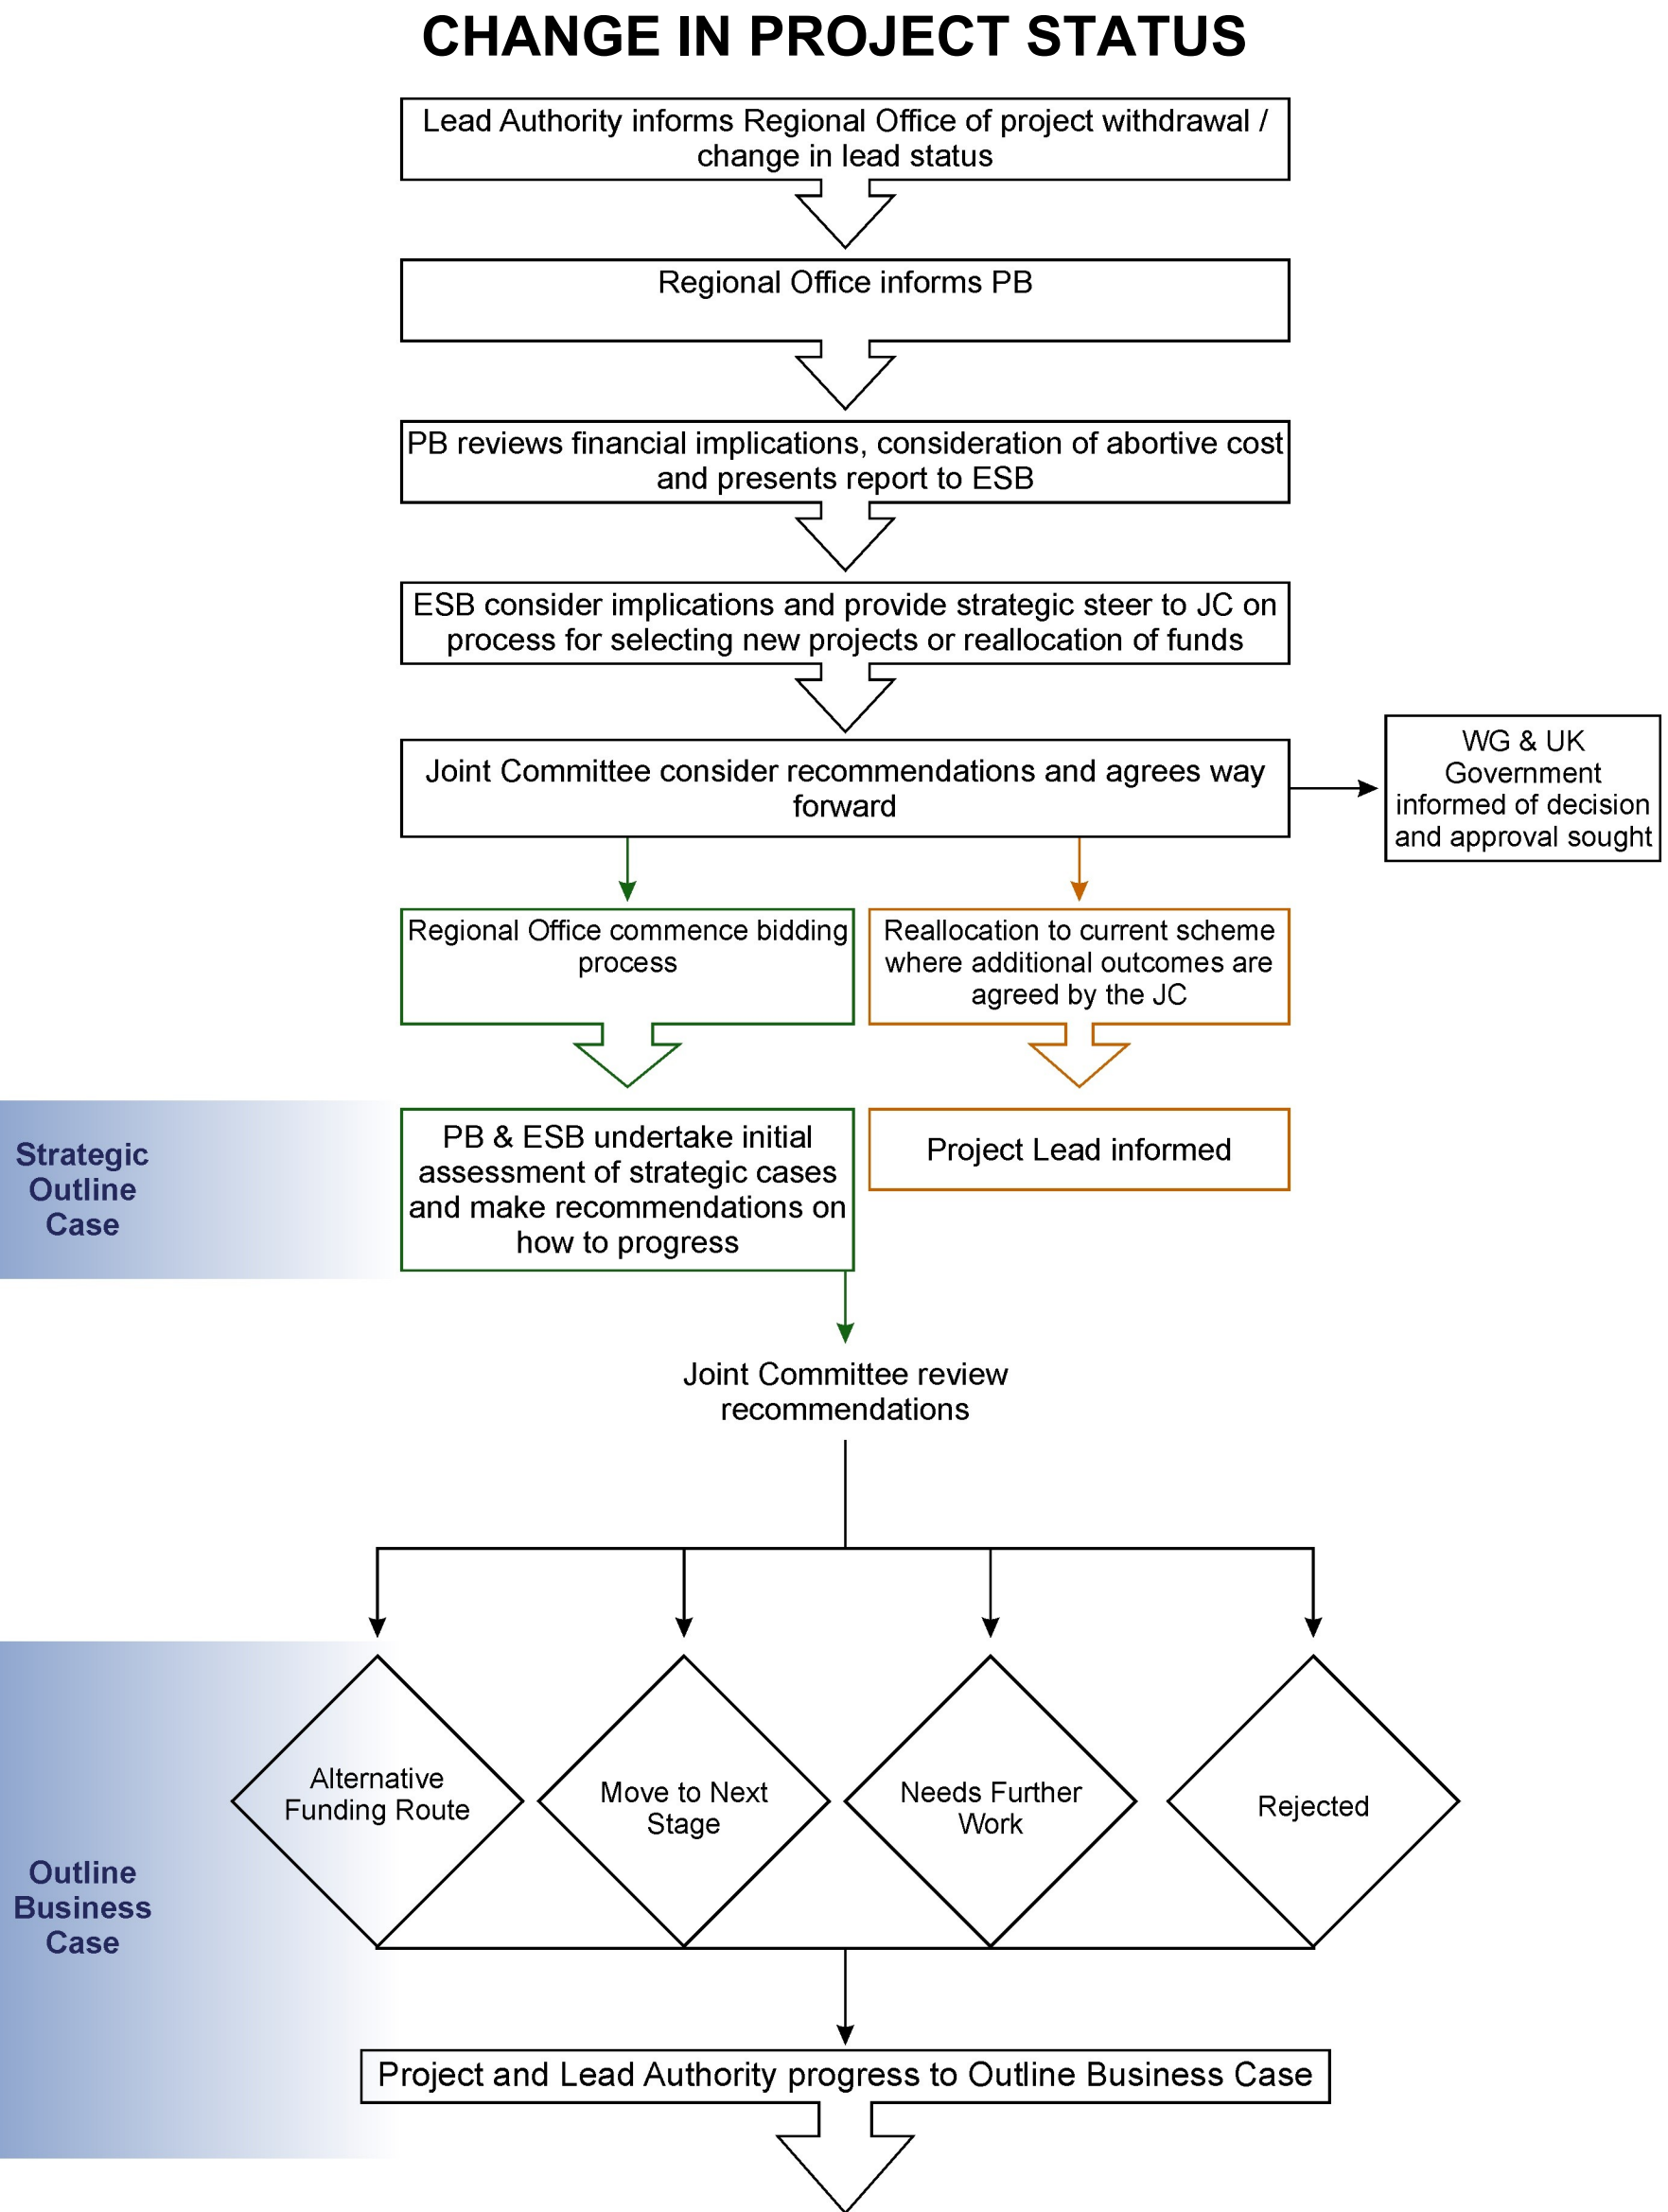 CHANGE IN PROJECT STATUS
Lead Authority informs Regional Office of project withdrawal /
change in lead status
Regional Office informs PB
PB reviews financial implications, consideration of abortive cost
and presents report to ESB
ESB consider implications and provide strategic steer to JC on
process for selecting new projects or reallocation of funds
Joint Committee consider recommendations and agrees way
forward
WG & UK
Government
informed of decision
and approval sought
Regional Office commence bidding
process
Reallocation to current scheme
where additional outcomes are
agreed by the JC
Strategic
Outline
Case
PB & ESB undertake initial
assessment of strategic cases
and make recommendations on
how to progress
Project Lead informed
Joint Committee review
recommendations
Alternative
Funding Route
Move to Next
Stage
Needs Further
Work
Rejected
Outline
Business
Case
Project and Lead Authority progress to Outline Business Case